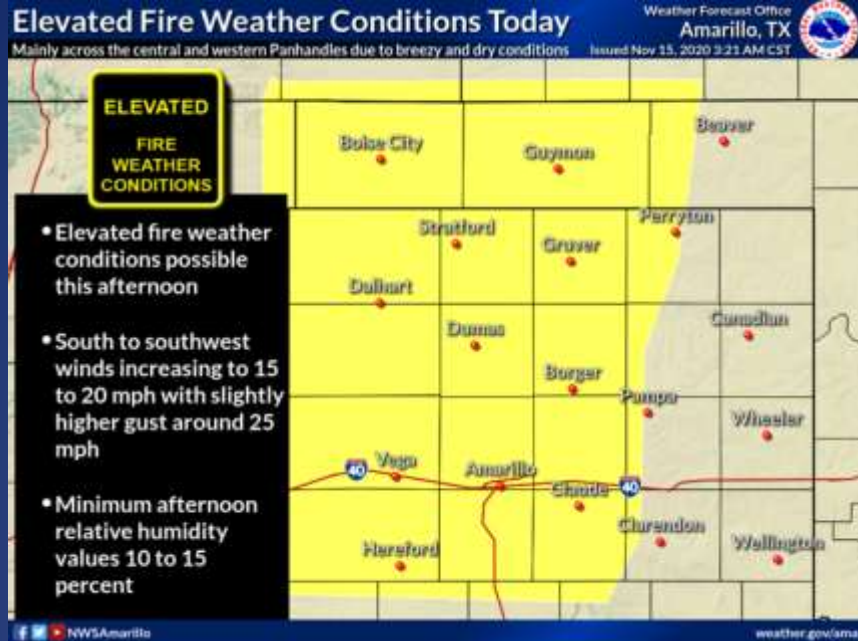 Elevated Fire Weather Conditions Today
Mainly across the central and western Panhandles due to breezy and dry conditions
Weather Forecast Office
Amarillo, TX
Issued Nov 15, 2020 3:21 AM CST
ELEVATED
FIRE
WEATHER
CONDITIONS
• Elevated fire weather
conditions possible
this afternoon
• South to southwest
winds increasing to 15
to 20 mph with slightly
higher gust around 25
mph
• Minimum afternoon
relative humidity
values 10 to 15
percent
Beaver
Boise City
Guymon
Perryton
Stratford
Gruver
Dalhart
Canadian
Dumas
Borger
Pampa
Wheeler
40
Vega
Amarillo
Claude
40
Clarendon
Wellington
Hereford
NWSAmarillo
weather.gov/ama